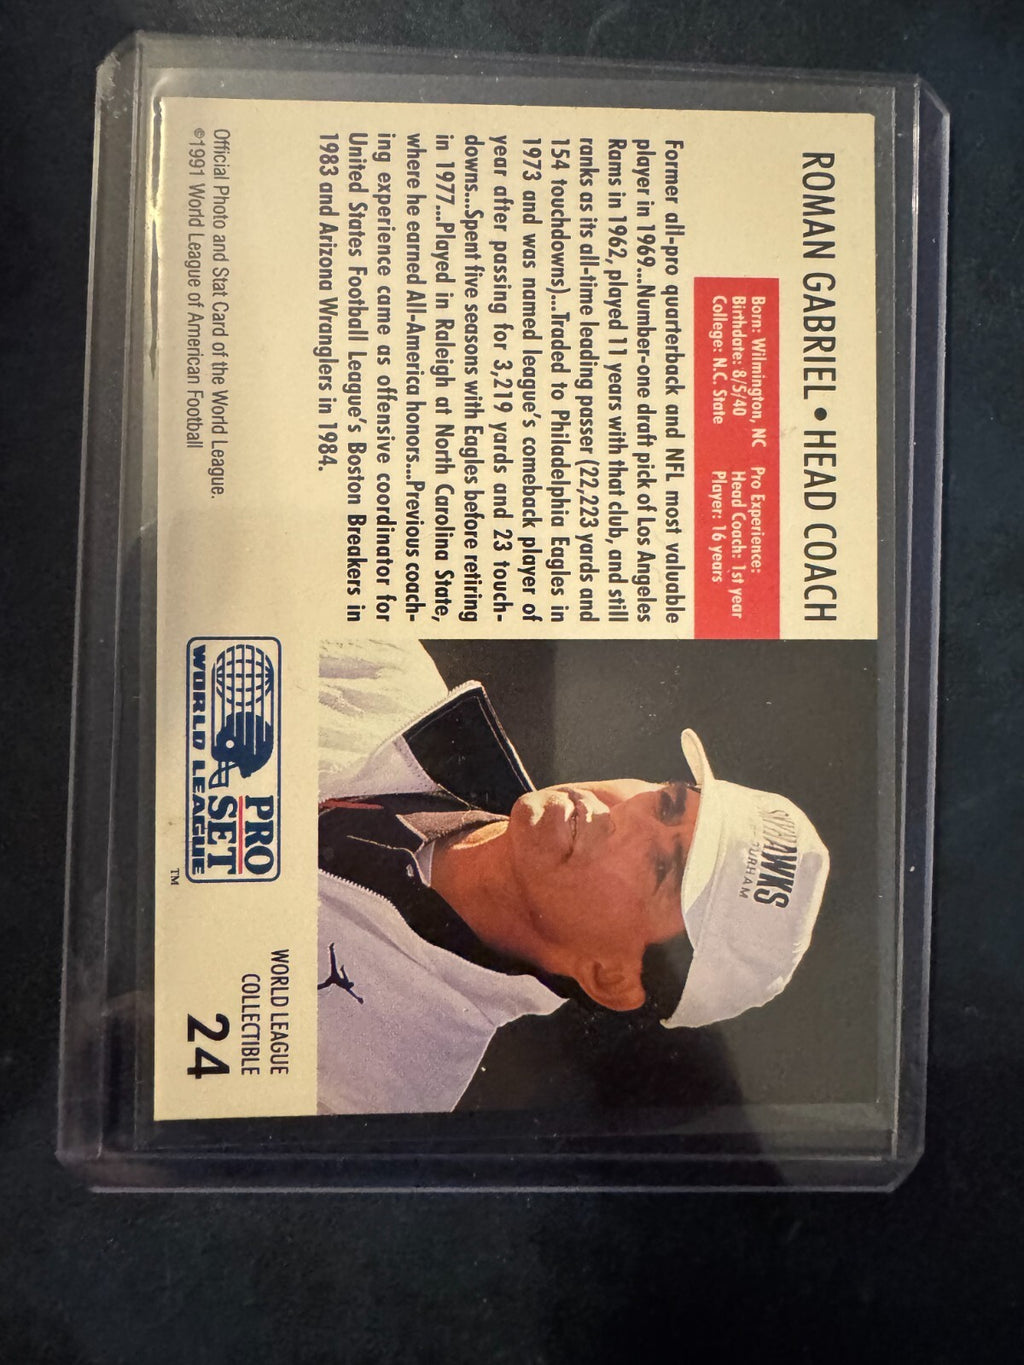 ROMAN GABRIEL • HEAD COACH
Born: Wilmington, NC
Birthdate: 8/5/40
College: N.C. State
Pro Experience:
Head Coach: 1st year
Player: 16 years
Former all-pro quarterback and NFL most valuable
player in 1969...Number-one draft pick of Los Angeles
Rams in 1962, played 11 years with that club, and still
ranks as its all-time leading passer (22,223 yards and
154 touchdowns)...Traded to Philadelphia Eagles in
1973 and was named league's comeback player of
year after passing for 3,219 yards and 23 touch-
downs...Spent five seasons with Eagles before retiring
in 1977...Played in Raleigh at North Carolina State,
where he earned All-America honors...Previous coach-
ing experience came as offensive coordinator for
United States Football League's Boston Breakers in
1983 and Arizona Wranglers in 1984.
Official Photo and Stat Card of the World League.
©1991 World League of American Football
SKYHAWKS
DURHAM
PRO
SET
WORLD LEAGUE
TM
WORLD LEAGUE
COLLECTIBLE
24